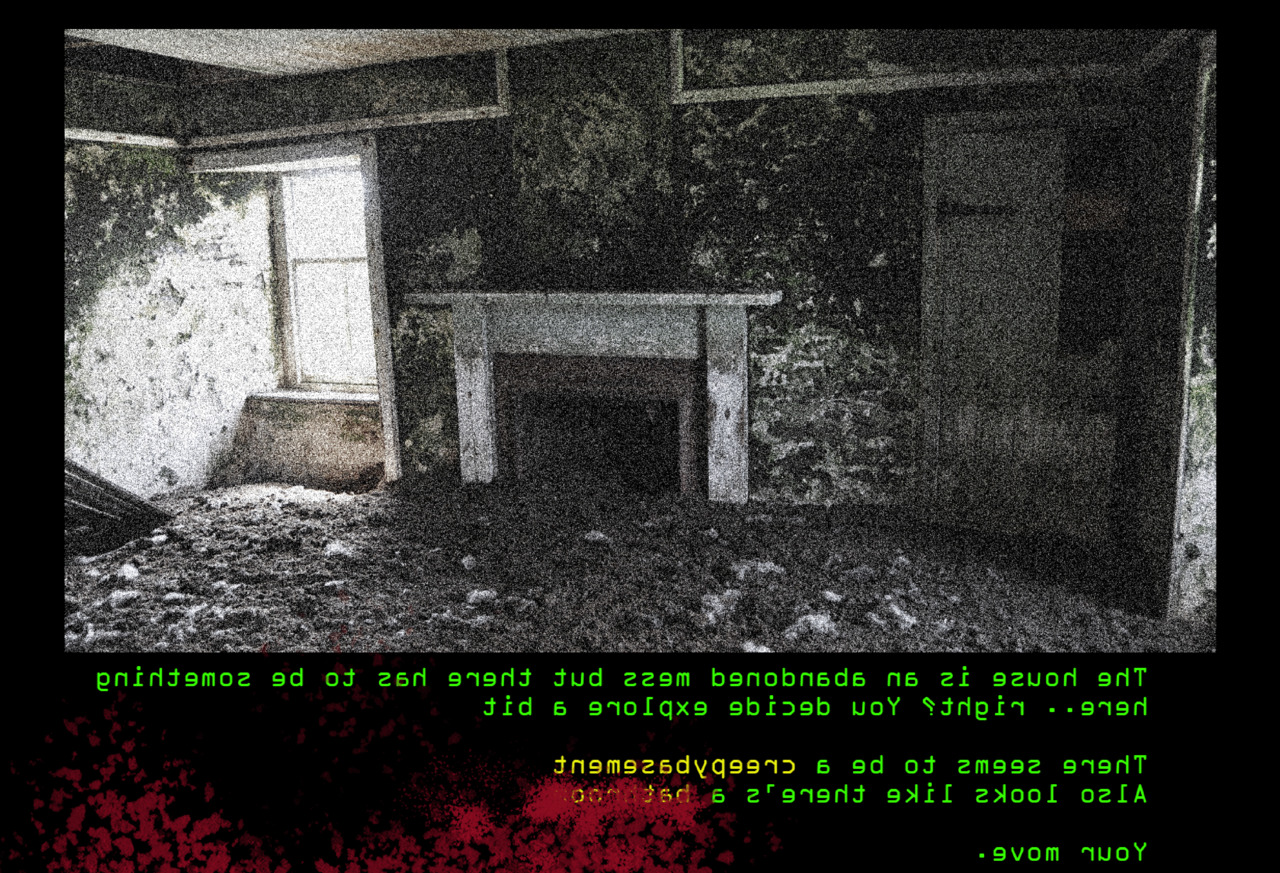 The house is an abandoned mess but there has to be something
here.. right? You decide explore a bit
There seems to be a creepybasement
Also looks like there's a
Your move.